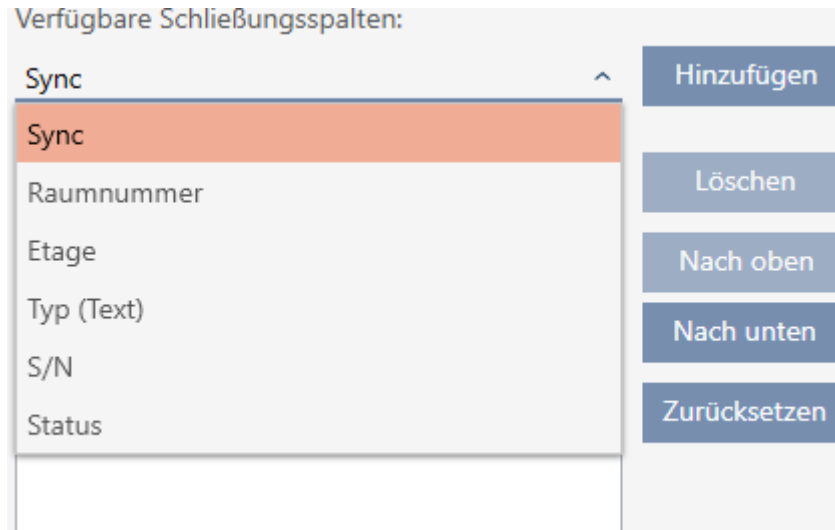 Verfügbare Schließungsspalten:
Sync
Hinzufügen
Sync
Raumnummer
Löschen
Etage
Nach oben
Typ (Text)
Nach unten
S/N
Status
Zurücksetzen